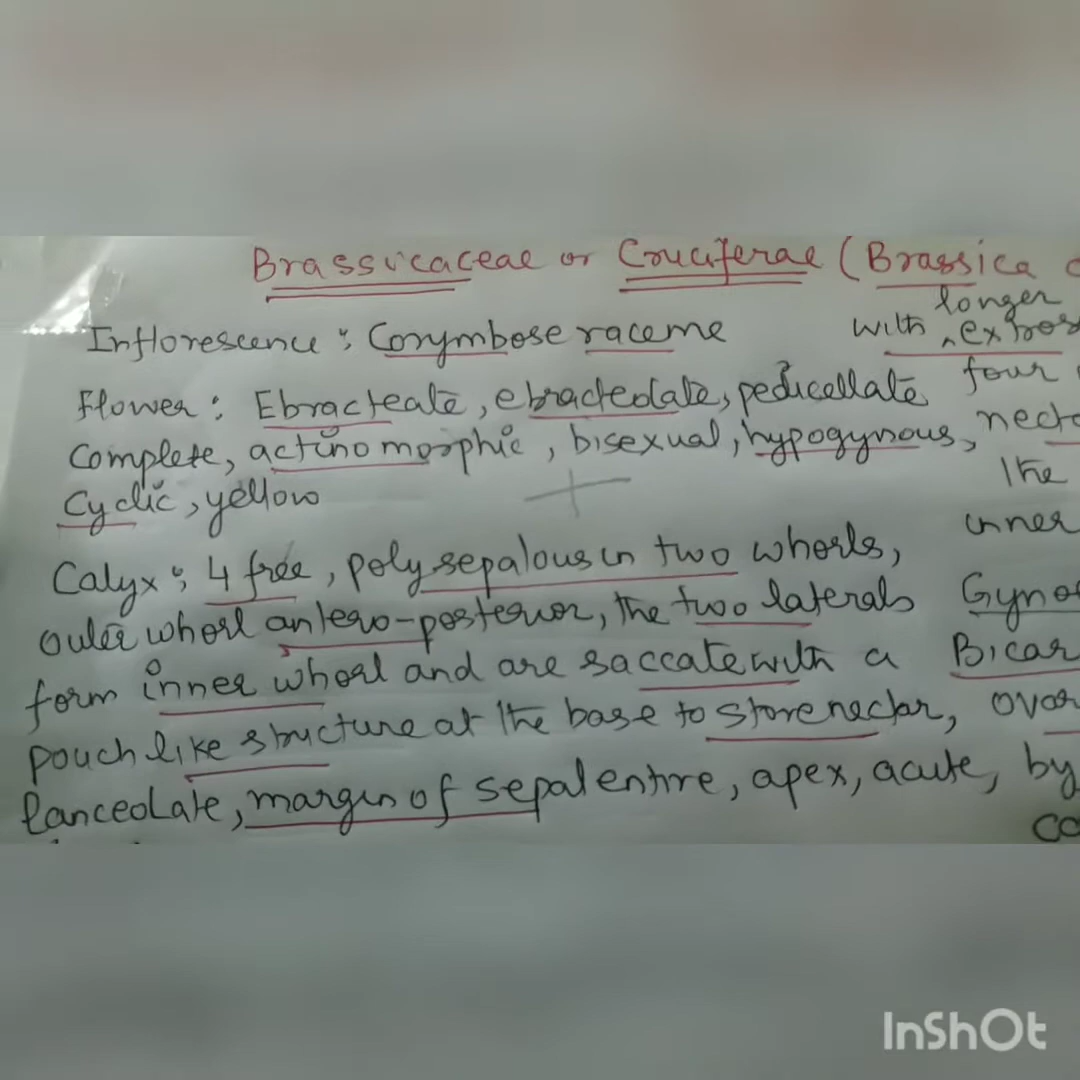 Brassicaceae or Cruciferae (Brassica
Inflorescence : Corymbose raceme
Flower : Ebracteate, ebracteolate, pedicellate
Complete, actinomorphic, bisexual, hypogynous,
Cyclic, yellow
Calyx : 4 free, polysepalous in two whorls,
outer whorl antero-posterior, the two laterals
form inner whorl and are saccate with a
pouch like structure at the base to store nectar,
lanceolate, margin of sepal entire, apex, acute,
longer
with
four
the
inner
Bicar
by
InShOt